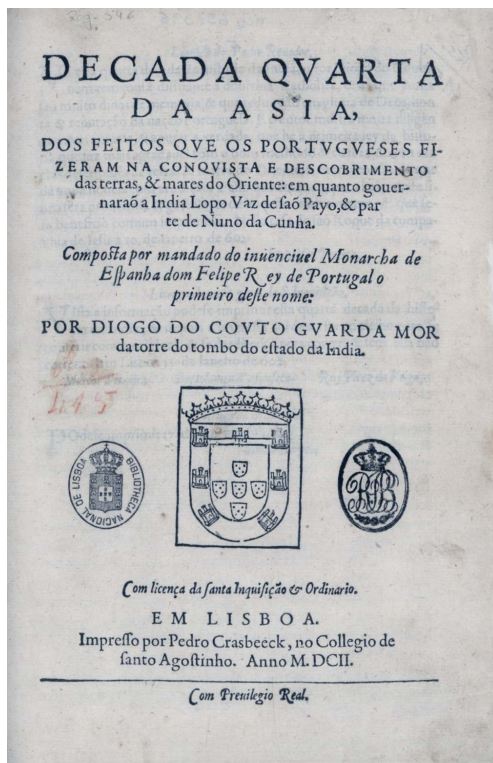 DECADA QVARTA
DA ASIA,
DOS FEITOS QVE OS PORTVGVESES FI-
ZERAM NA CONQVISTA E DESCOBRIMENTO
das terras, & mares do Oriente: em quanto gouer-
naraõ a India Lopo Vaz de saõ Payo, & par
te de Nuno da Cunha.
Composta por mandado do inuenciuel Monarcha de
Espanha dom Felipe Rey de Portugal o
primeiro deste nome:
POR DIOGO DO COVTO GVARDA MOR
da torre do tombo do estado da India.
BIBLIOTHECA NACIONAL DE LISBOA
Com licença da santa Inquisição & Ordinario.
EM LISBOA.
Impresso por Pedro Crasbeeck, no Collegio de
santo Agostinho. Anno M. DCII.
Com Preuilegio Real.